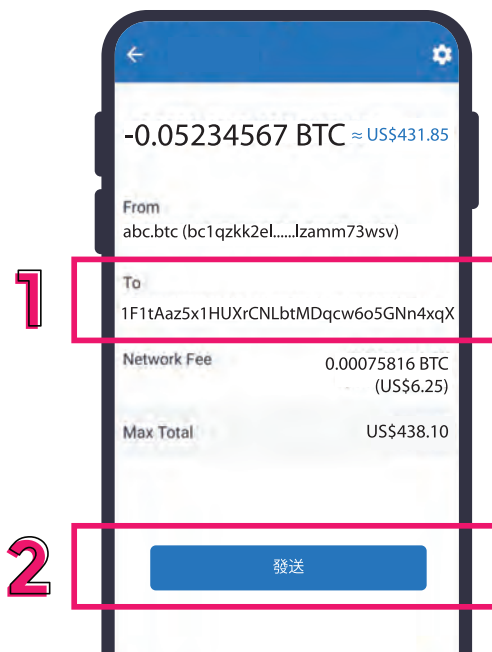 -0.05234567 BTC ≈ US$431.85
From
abc.btc (bc1qzkk2el......lzamm73wsv)
1
To
1F1tAaz5x1HUXrCNLbtMDqcw6o5GNn4xqX
Network Fee 0.00075816 BTC
(US$6.25)
Max Total US$438.10
2
發送